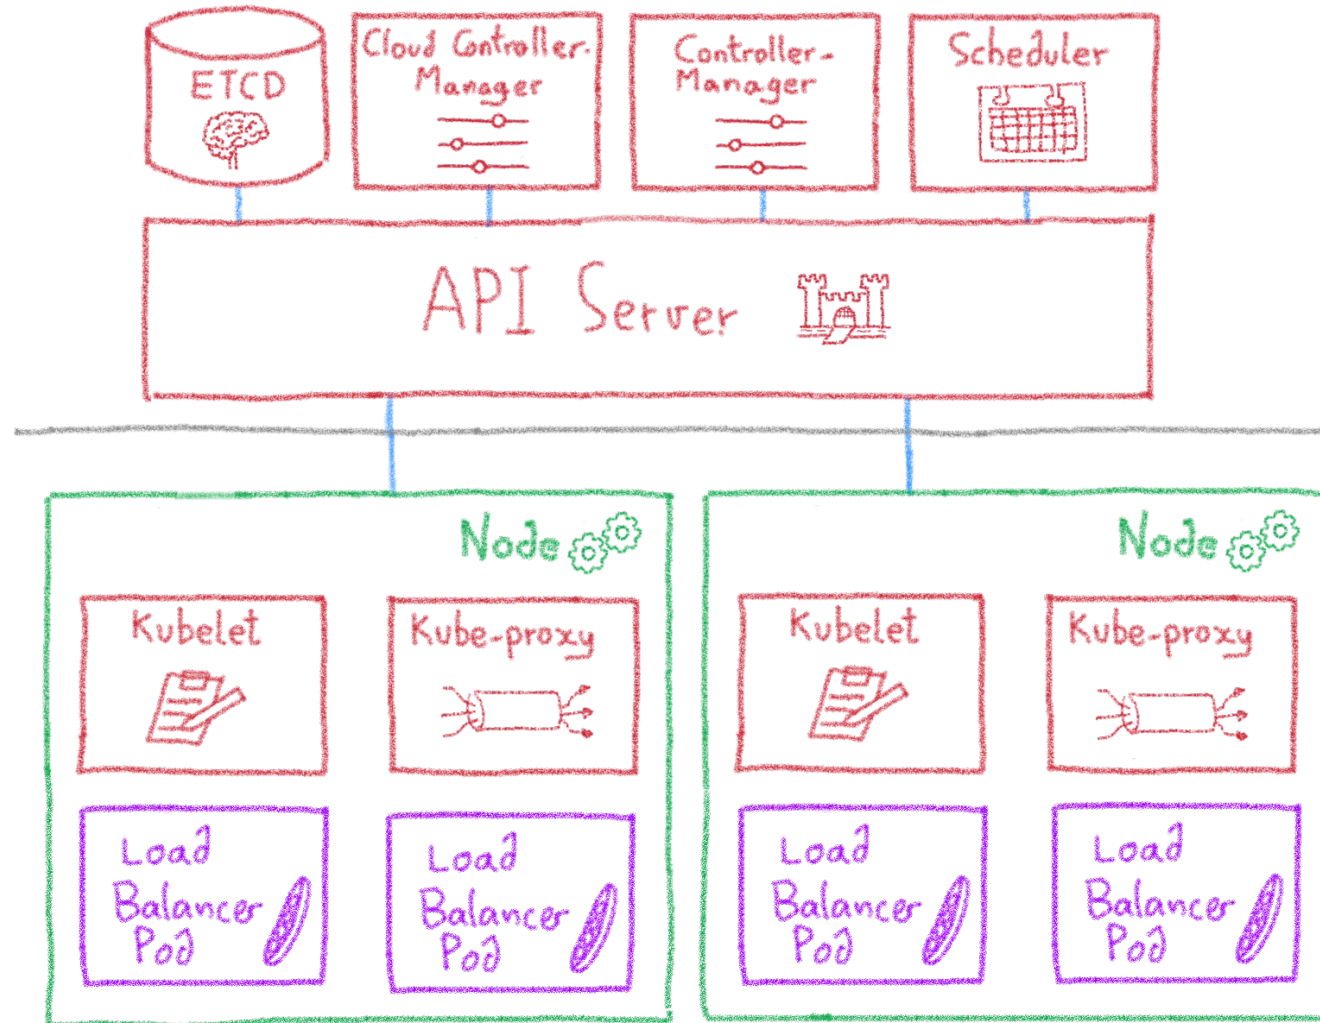 ETCD
Cloud Controller-
Manager
Controller-
Manager
Scheduler
API Server
Node
Kubelet
Kube-proxy
Load
Balancer
Pod
Load
Balancer
Pod
Node
Kubelet
Kube-proxy
Load
Balancer
Pod
Load
Balancer
Pod